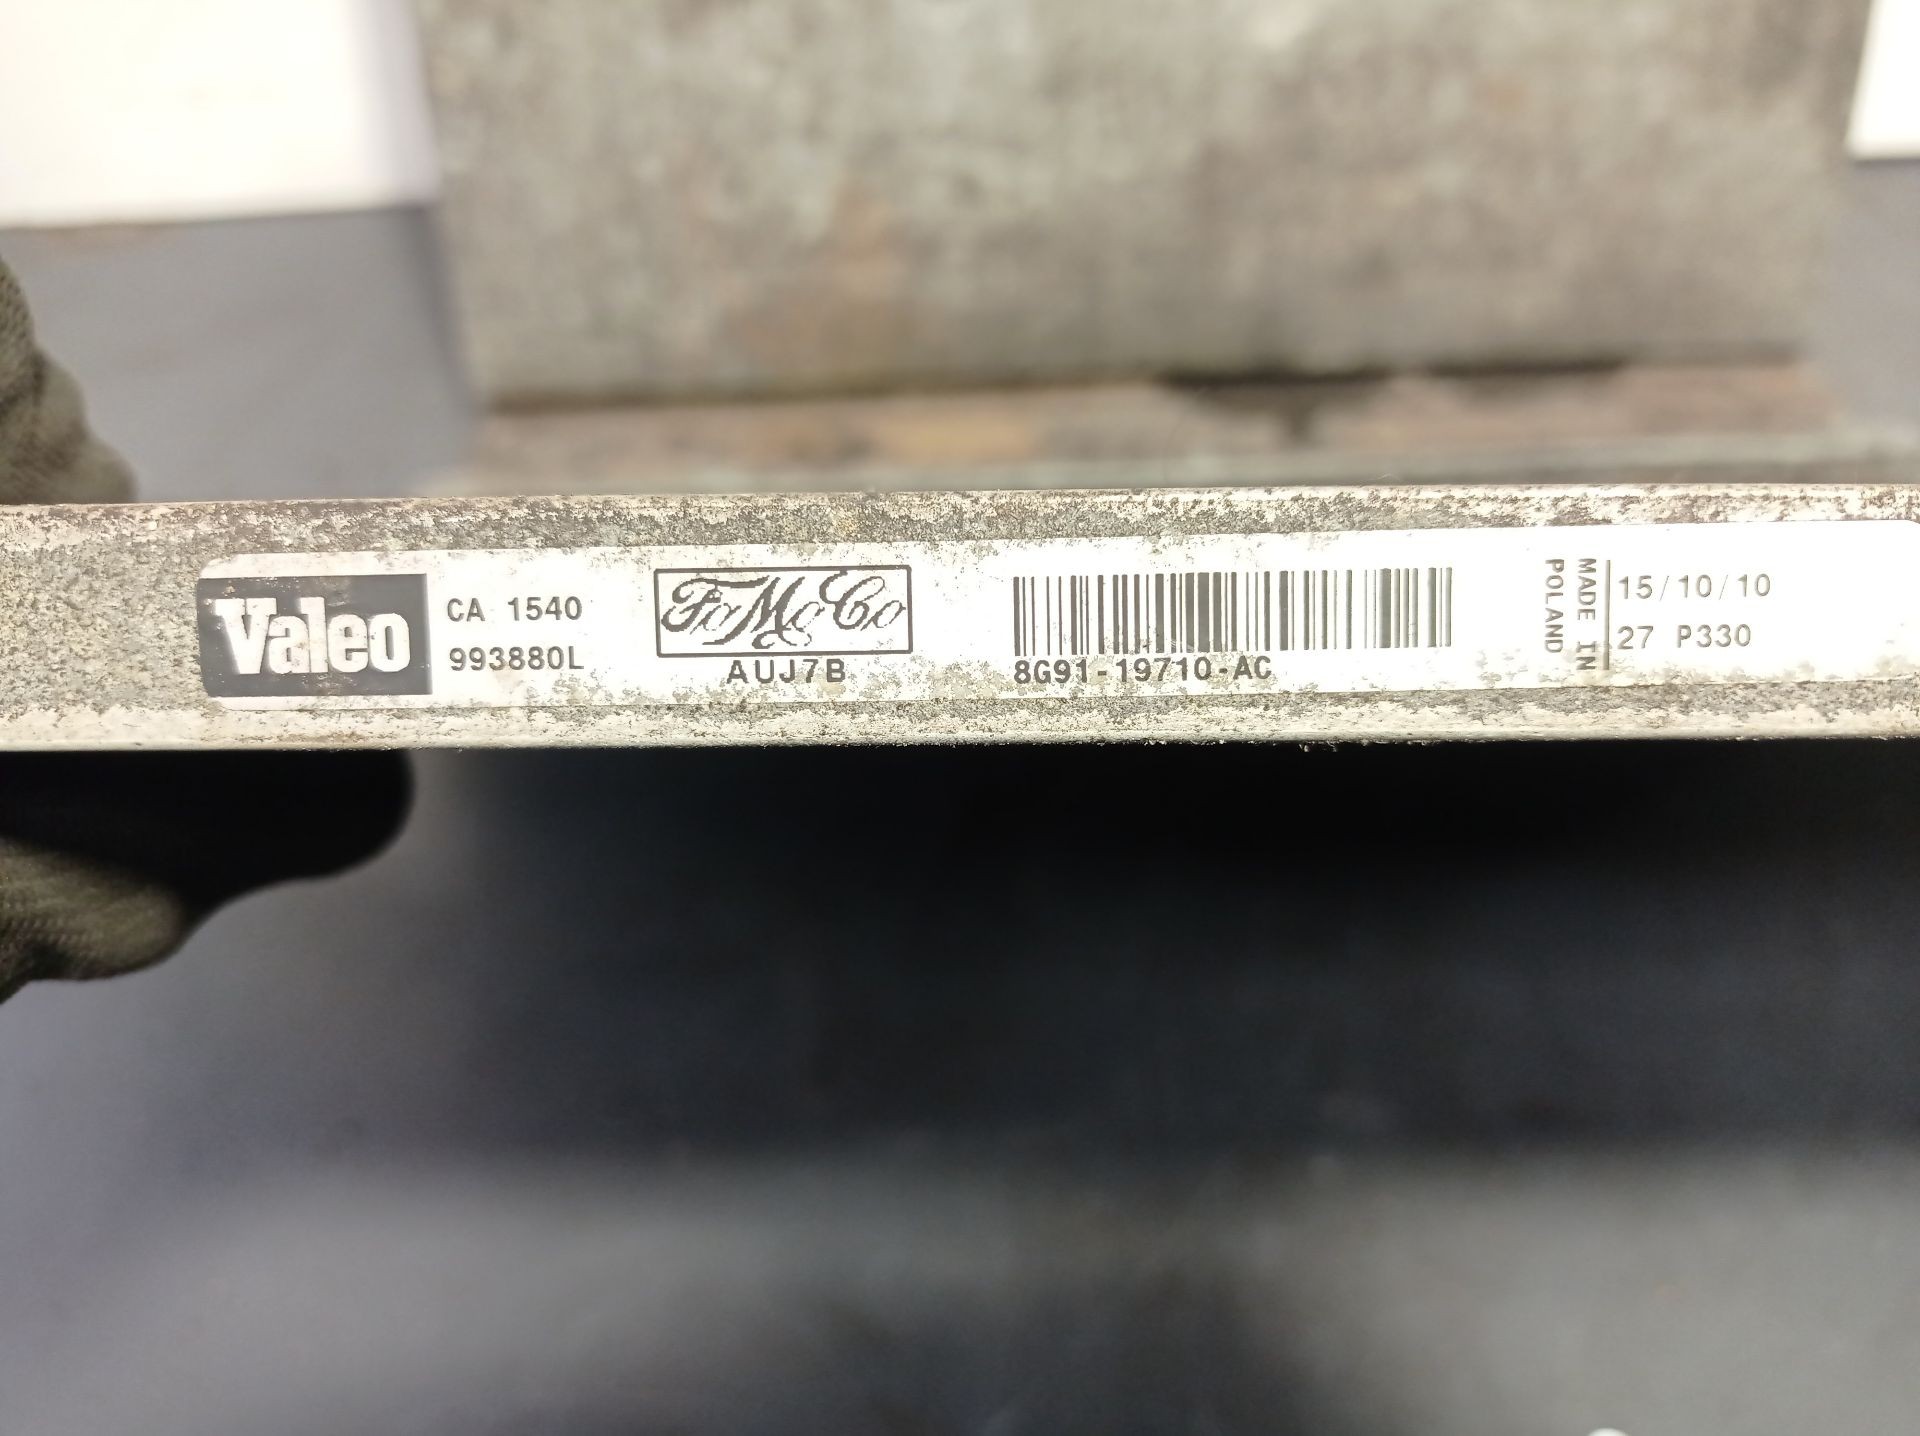 Valeo
CA 1540
993880L
FoMoCo
AUJ7B
8G91-19710-AC
MADE IN
POLAND
15/10/10
27 P330